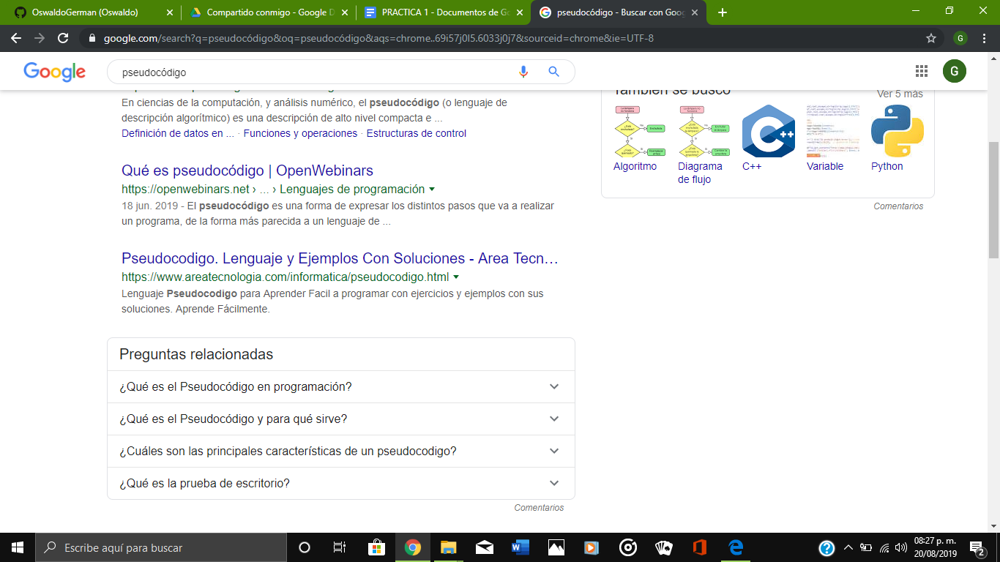 OswaldoGerman (Oswaldo)
Compartido conmigo - Google D
PRACTICA 1 - Documentos de Go
pseudocódigo - Buscar con Goog
google.com/search?q=pseudocódigo&oq=pseudocódigo&aqs=chrome..69i57j0l5.6033j0j7&sourceid=chrome&ie=UTF-8
G
Google
pseudocódigo
G
En ciencias de la computación, y análisis numérico, el pseudocódigo (o lenguaje de
descripción algorítmico) es una descripción de alto nivel compacta e ...
Definición de datos en ... · Funciones y operaciones · Estructuras de control
Qué es pseudocódigo | OpenWebinars
https://openwebinars.net › ... › Lenguajes de programación
18 jun. 2019 - El pseudocódigo es una forma de expresar los distintos pasos que va a realizar
un programa, de la forma más parecida a un lenguaje de ...
Pseudocodigo. Lenguaje y Ejemplos Con Soluciones - Area Tecn...
https://www.areatecnologia.com/informatica/pseudocodigo.html
Lenguaje Pseudocodigo para Aprender Facil a programar con ejercicios y ejemplos con sus
soluciones. Aprende Fácilmente.
Preguntas relacionadas
¿Qué es el Pseudocódigo en programación?
¿Qué es el Pseudocódigo y para qué sirve?
¿Cuáles son las principales características de un pseudocodigo?
¿Qué es la prueba de escritorio?
Comentarios
También se buscó
Ver 5 más
Algoritmo
Diagrama
de flujo
C++
Variable
Python
Comentarios
Escribe aquí para buscar
08:27 p. m.
20/08/2019
2